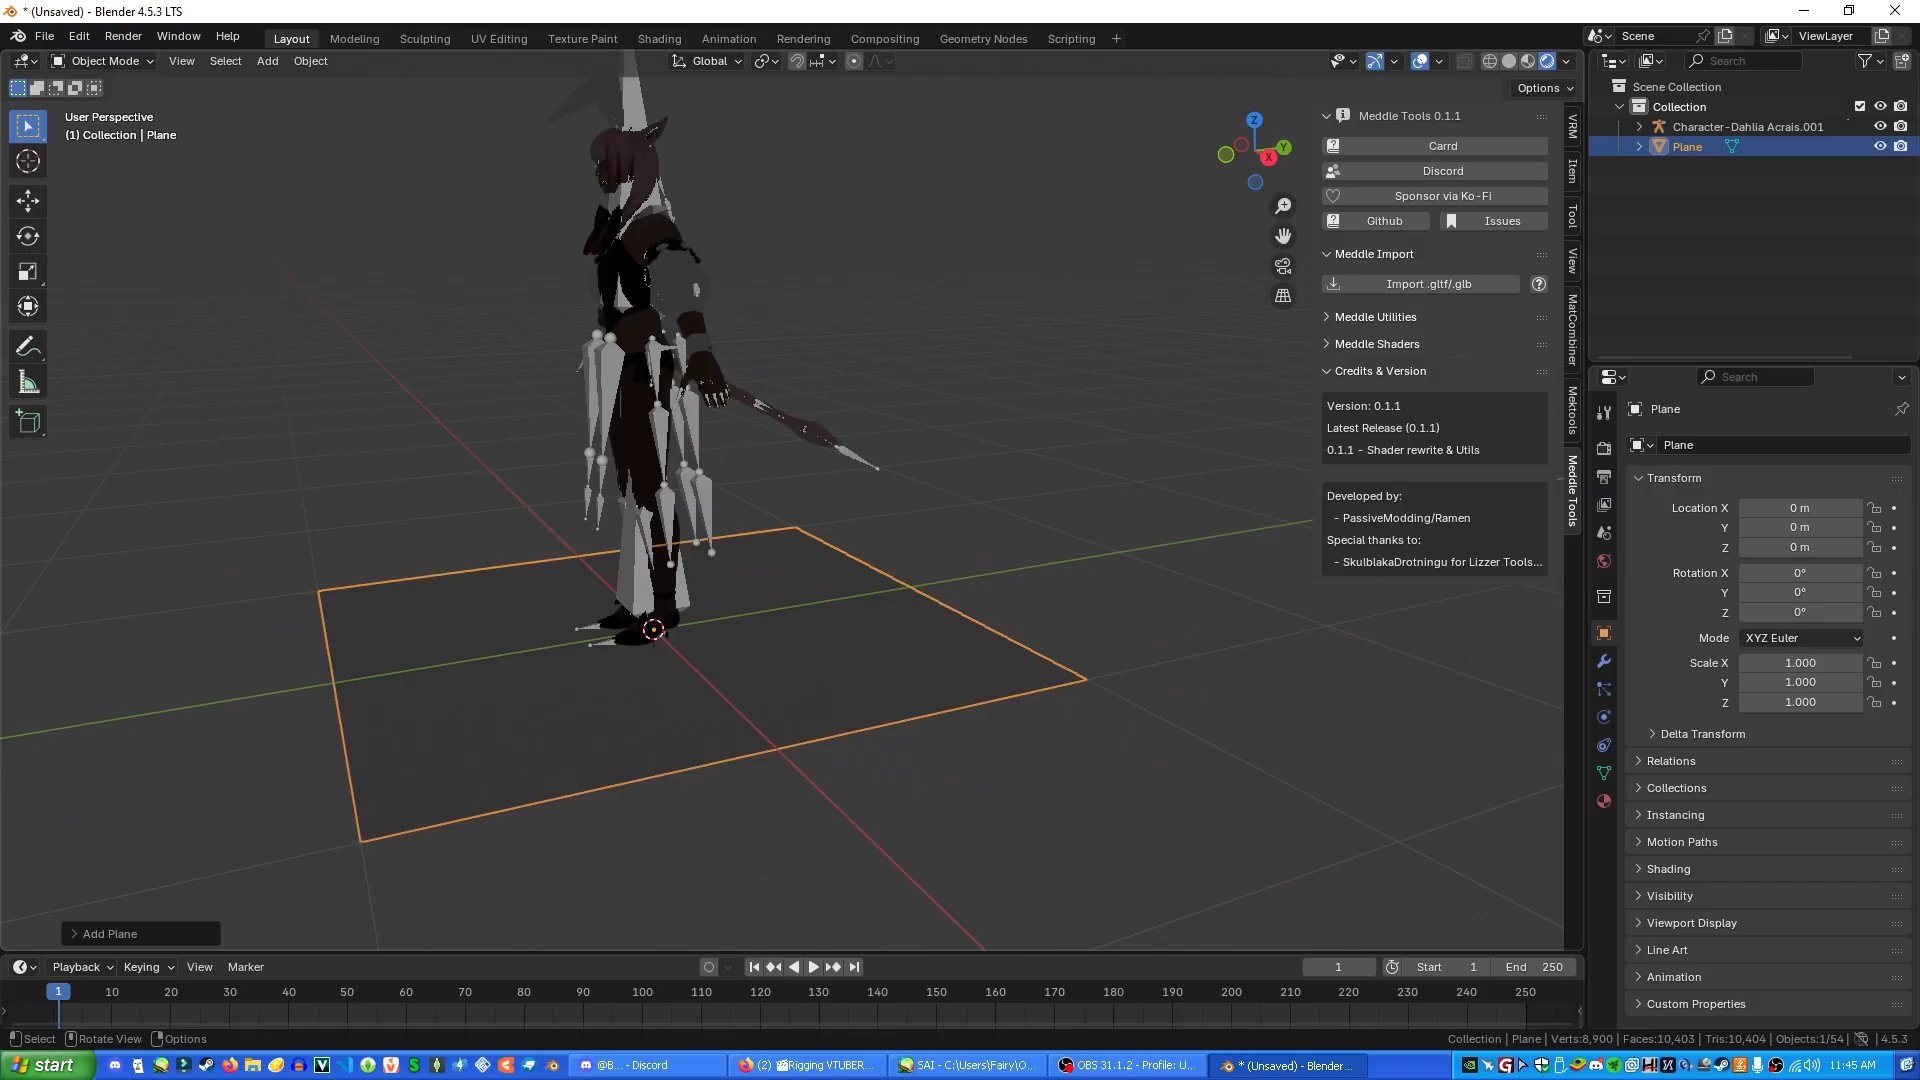 * (Unsaved) - Blender 4.5.3 LTS
File Edit Render Window Help
Layout Modeling Sculpting UV Editing Texture Paint Shading Animation Rendering Compositing Geometry Nodes Scripting +
Scene ViewLayer
Object Mode View Select Add Object
Global
Options
User Perspective
(1) Collection | Plane
Z
Y
X
Meddle Tools 0.1.1
Carrd
Discord
Sponsor via Ko-Fi
Github Issues
Meddle Import
Import .gltf/.glb
Meddle Utilities
Meddle Shaders
Credits & Version
Version: 0.1.1
Latest Release (0.1.1)
0.1.1 - Shader rewrite & Utils
Developed by:
- PassiveModding/Ramen
Special thanks to:
- SkulblakaDrotningu for Lizzer Tools...
VRM
Item
Tool
View
MatCombiner
Mektools
Meddle Tools
Search
Scene Collection
Collection
Character-Dahlia Acrais.001
Plane
Search
Plane
Plane
Transform
Location X 0 m
Y 0 m
Z 0 m
Rotation X 0°
Y 0°
Z 0°
Mode XYZ Euler
Scale X 1.000
Y 1.000
Z 1.000
Delta Transform
Relations
Collections
Instancing
Motion Paths
Shading
Visibility
Viewport Display
Line Art
Animation
Custom Properties
Add Plane
Playback Keying View Marker
1 Start 1 End 250
1 10 20 30 40 50 60 70 80 90 100 110 120 130 140 150 160 170 180 190 200 210 220 230 240 250
Select Rotate View Options
Collection | Plane | Verts:8,900 | Faces:10,403 | Tris:10,404 | Objects:1/54 | 4.5.3
start
@B... - Discord
(2) Rigging VTUBER...
SAI - C:\Users\Fairy\O...
OBS 31.1.2 - Profile: U...
* (Unsaved) - Blender...
11:45 AM